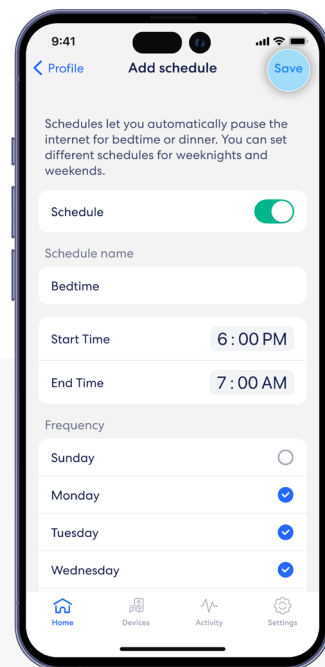 9:41
Profile
Add schedule
Save
Schedules let you automatically pause the
internet for bedtime or dinner. You can set
different schedules for weeknights and
weekends.
Schedule
Schedule name
Bedtime
Start Time 6:00 PM
End Time 7:00 AM
Frequency
Sunday
Monday
Tuesday
Wednesday
Home Devices Activity Settings